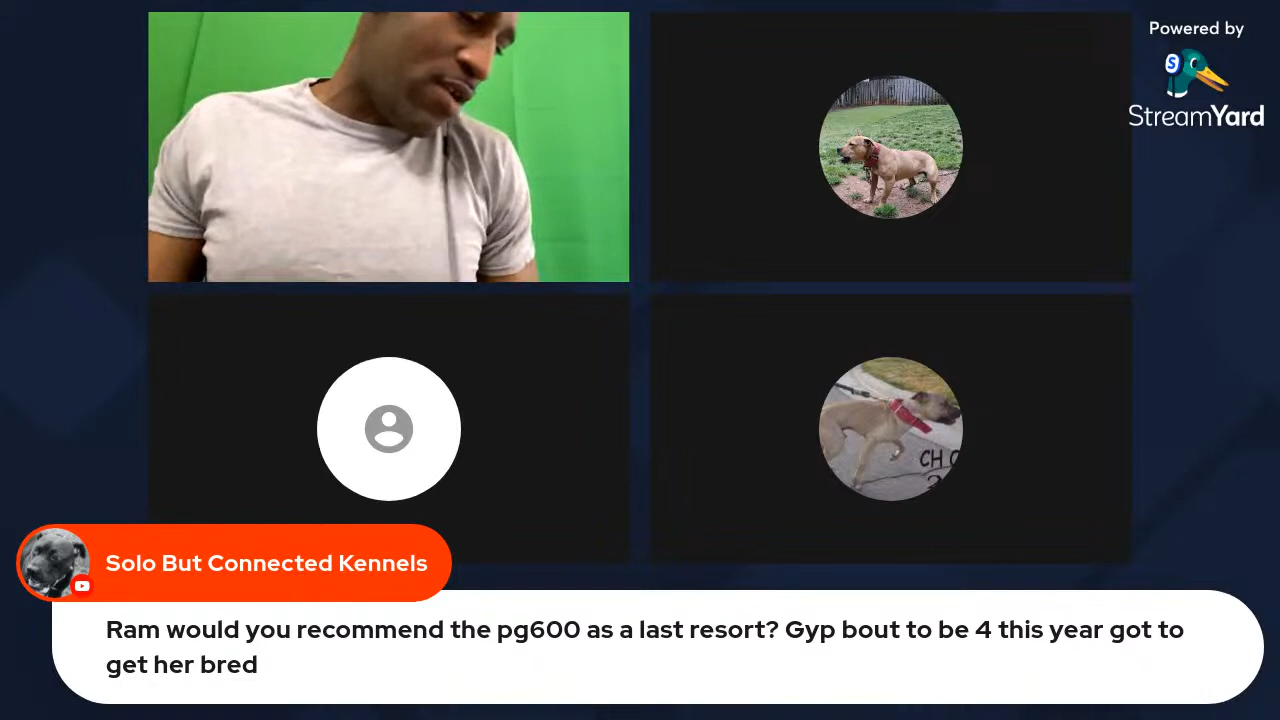 Powered by
StreamYard
CH C
Solo But Connected Kennels
Ram would you recommend the pg600 as a last resort? Gyp bout to be 4 this year got to
get her bred